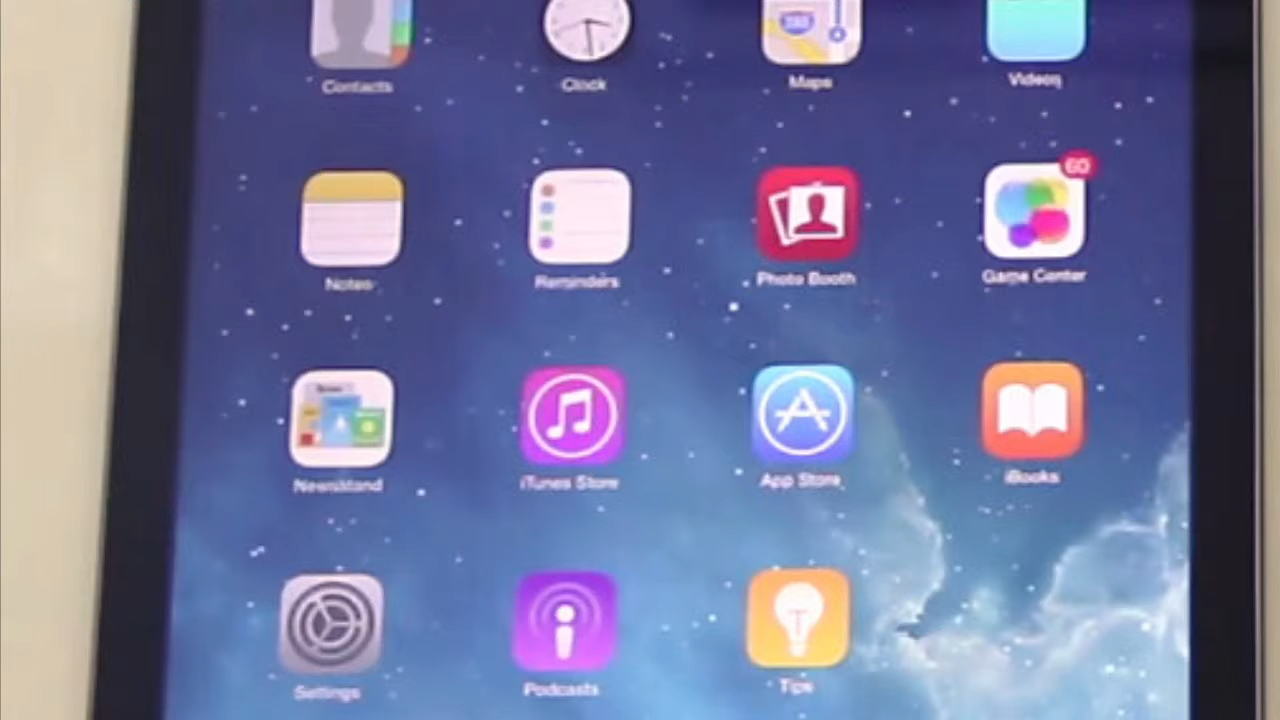 Contacts
Clock
Maps
Videos
60
Notes
Reminders
Photo Booth
Game Center
Newsstand
iTunes Store
App Store
iBooks
Settings
Podcasts
Tips